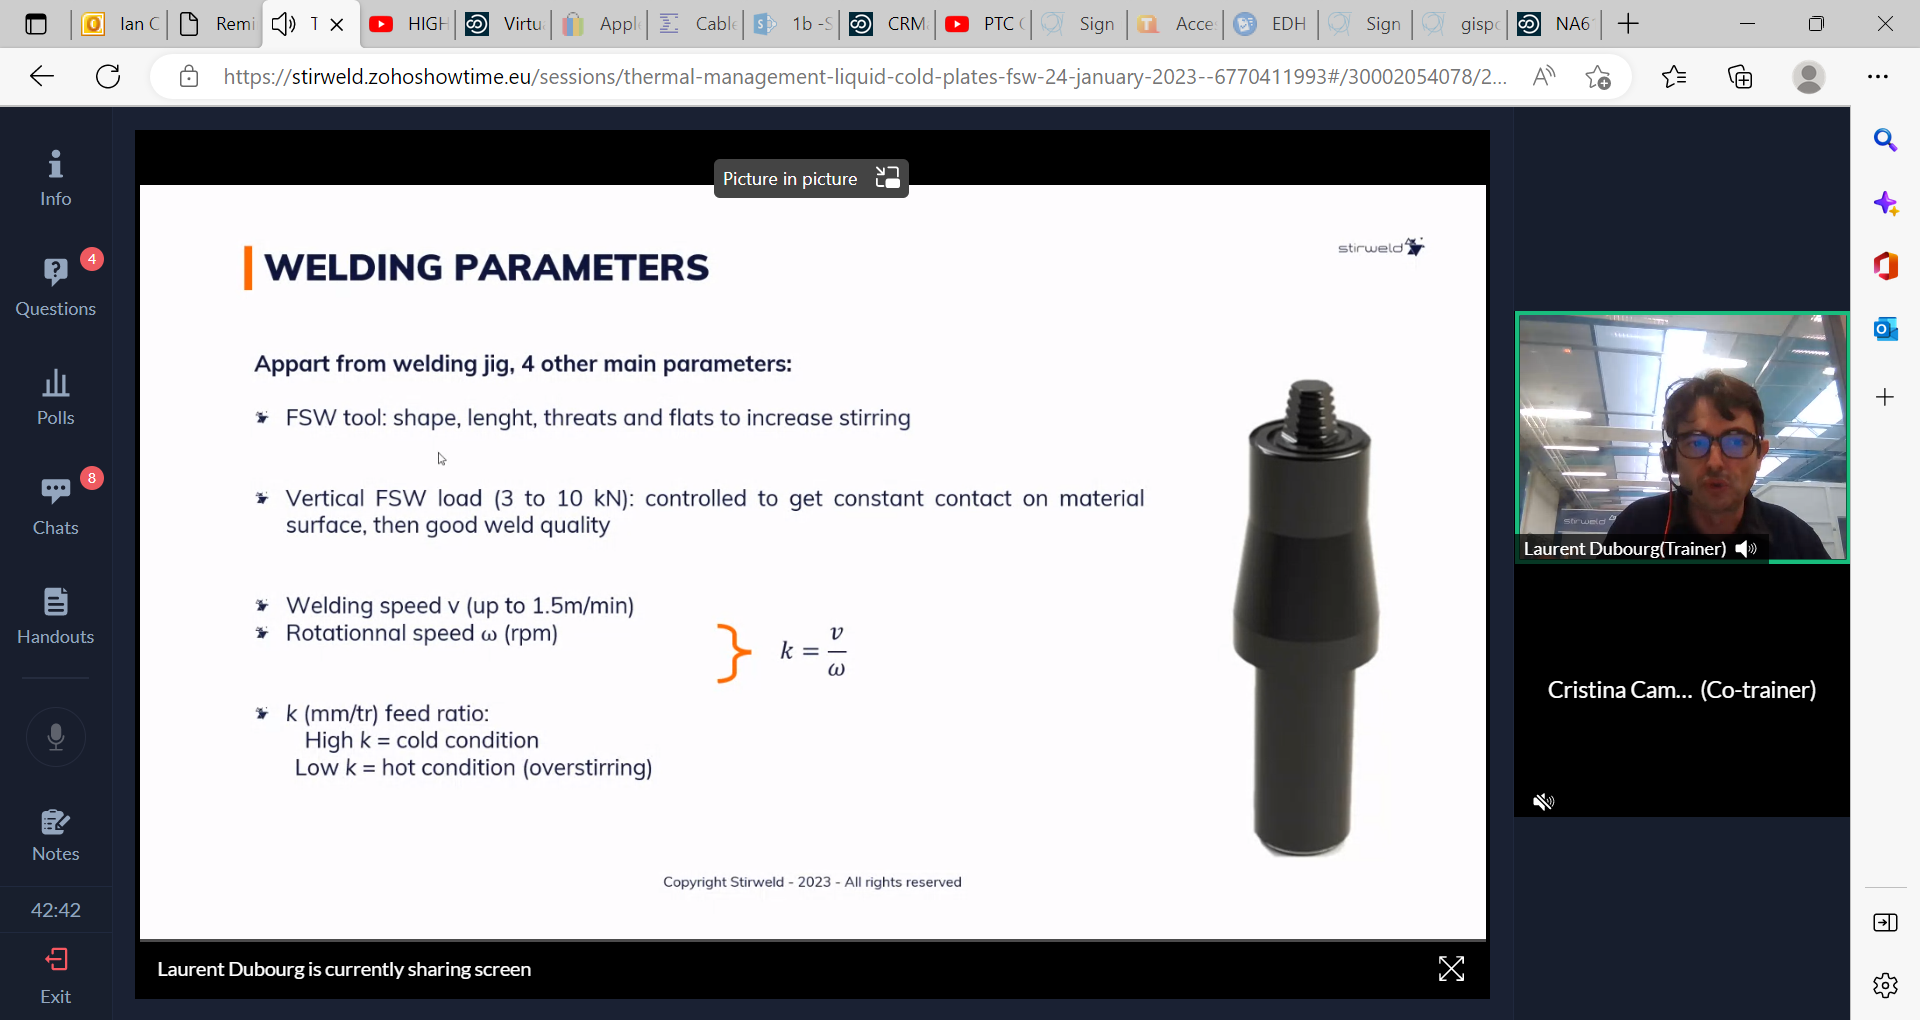 Ian C
Remi
T
HIGH
Virtu
Appl
Cable
1b -S
CRM
PTC
Sign
Acce
EDH
Sign
gisp
NA6
https://stirweld.zohoshowtime.eu/sessions/thermal-management-liquid-cold-plates-fsw-24-january-2023--6770411993#/30002054078/2...
Info
4
Questions
Polls
8
Chats
Handouts
Notes
42:42
Exit
Picture in picture
stirweld
WELDING PARAMETERS
Appart from welding jig, 4 other main parameters:
FSW tool: shape, lenght, threats and flats to increase stirring
Vertical FSW load (3 to 10 kN): controlled to get constant contact on material
surface, then good weld quality
Welding speed v (up to 1.5m/min)
Rotationnal speed ω (rpm)
k = v/ω
k (mm/tr) feed ratio:
High k = cold condition
Low k = hot condition (overstirring)
Copyright Stirweld - 2023 - All rights reserved
Laurent Dubourg is currently sharing screen
stirweld
Laurent Dubourg(Trainer)
Cristina Cam... (Co-trainer)